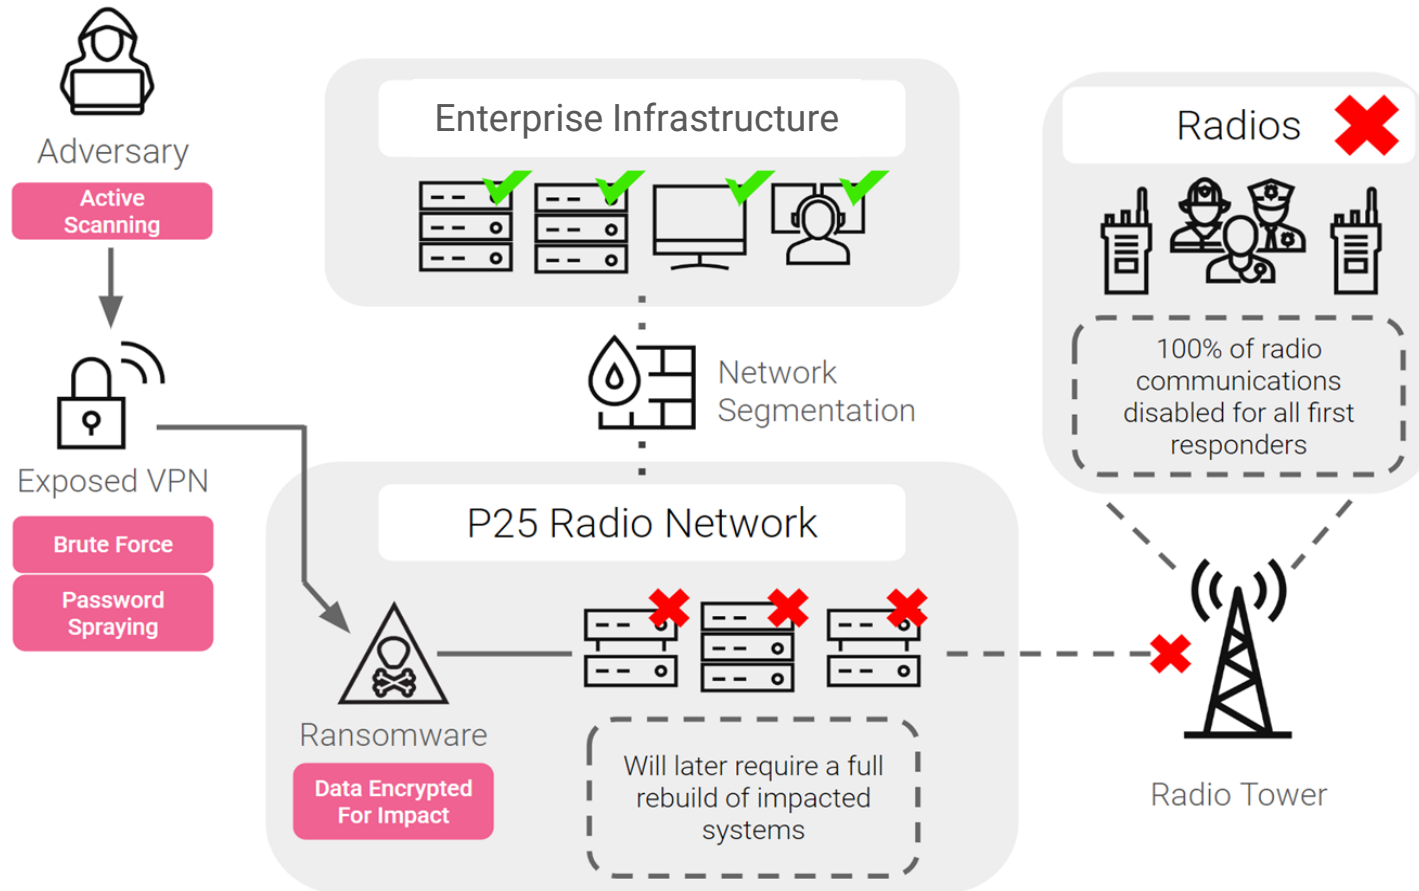 Adversary
Active
Scanning
Exposed VPN
Brute Force
Password
Spraying
Enterprise Infrastructure
Network
Segmentation
P25 Radio Network
Ransomware
Data Encrypted
For Impact
Will later require a full
rebuild of impacted
systems
Radios
100% of radio
communications
disabled for all first
responders
Radio Tower